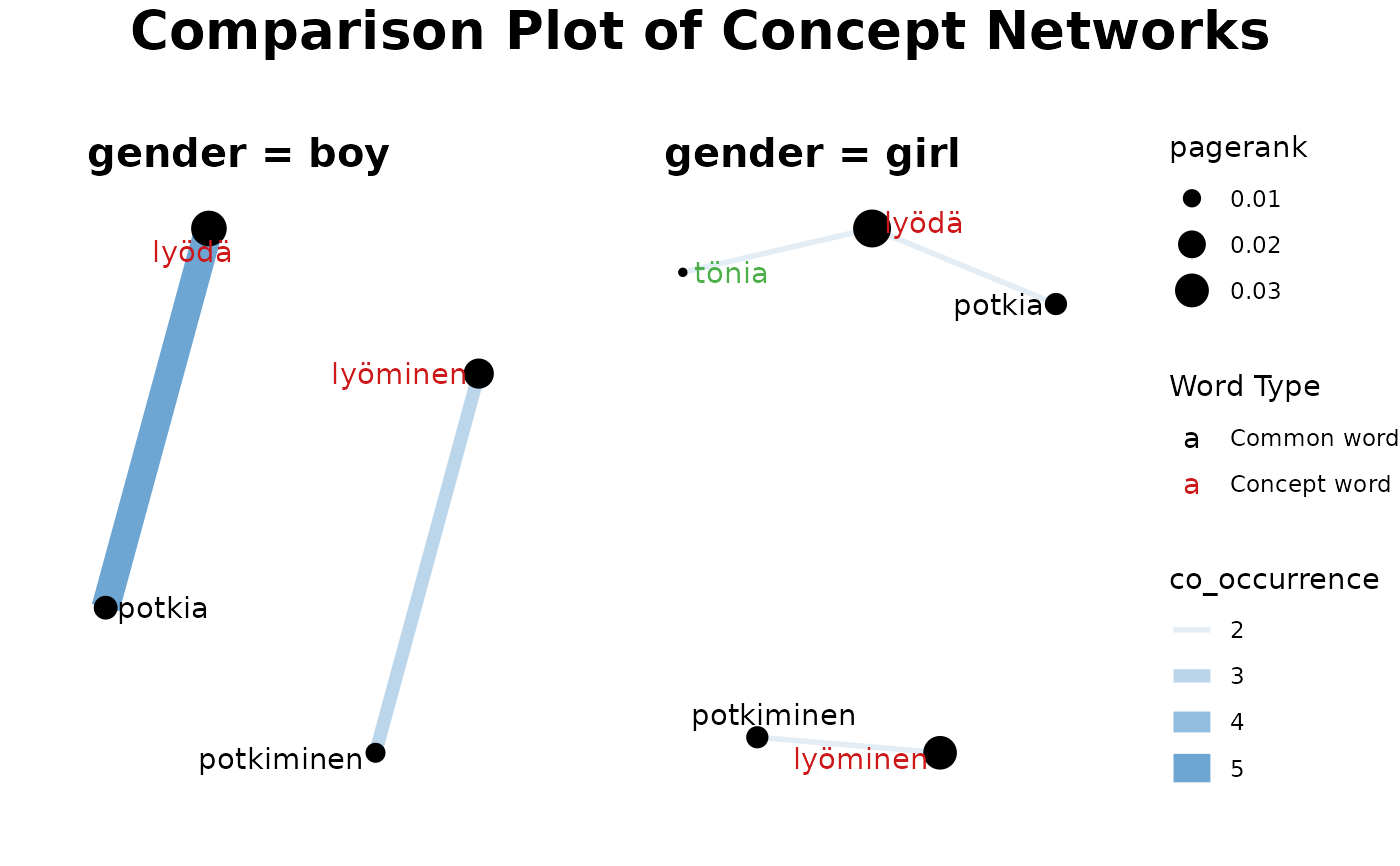 Comparison Plot of Concept Networks
gender = boy
lyödä
lyöminen
potkia
potkiminen
gender = girl
lyödä
tönia
potkia
potkiminen
lyöminen
pagerank
0.01
0.02
0.03
Word Type
a Common word
a Concept word
co_occurrence
2
3
4
5